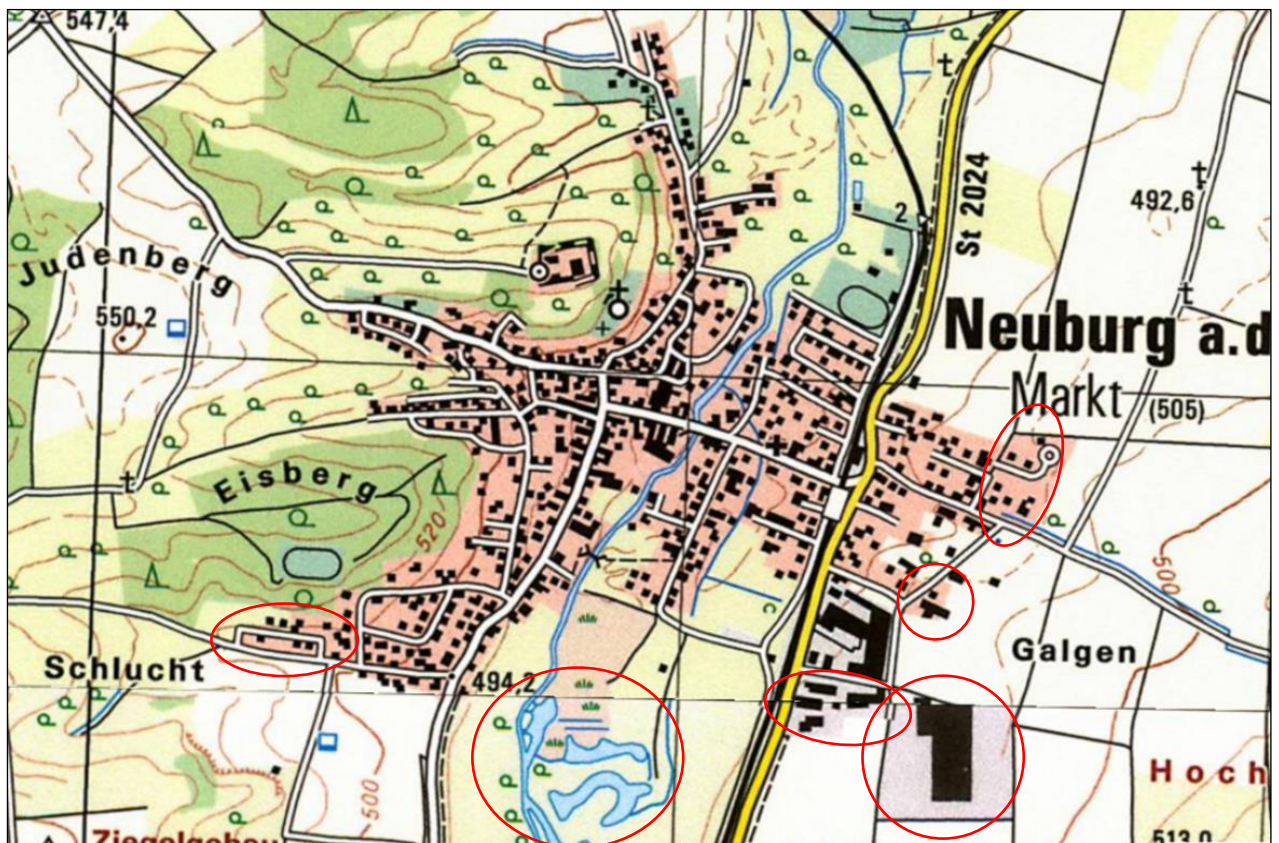 547,4
St 2024
2
492,6
Judenberg
550,2
Neuburg a.d
Markt (505)
Eisberg
520
500
Schlucht
494,2
Galgen
500
Hoch
Ziegelgebäu
513,0